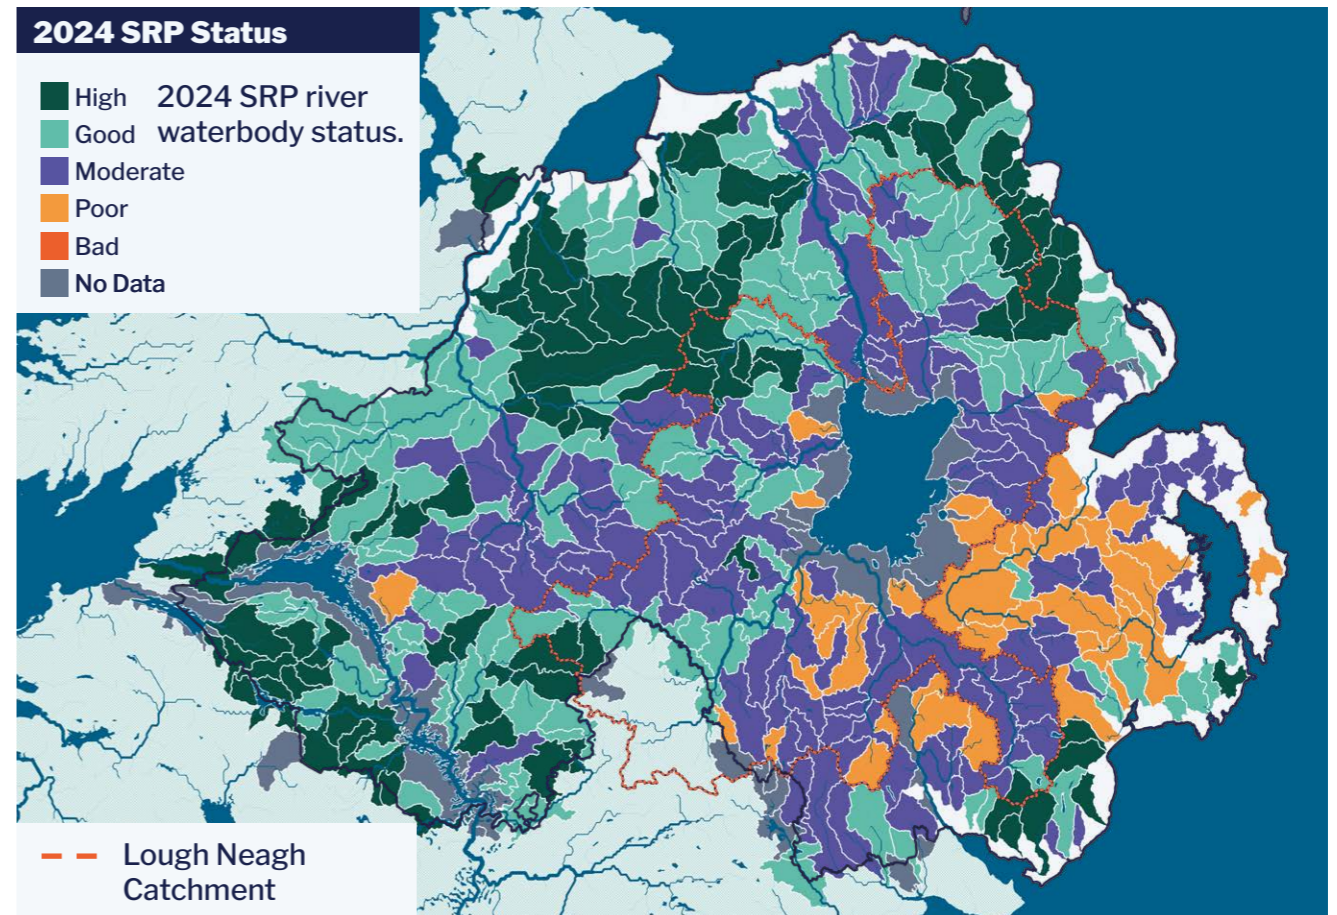 2024 SRP Status
High
Good
Moderate
Poor
Bad
No Data
2024 SRP river
waterbody status.
Lough Neagh
Catchment